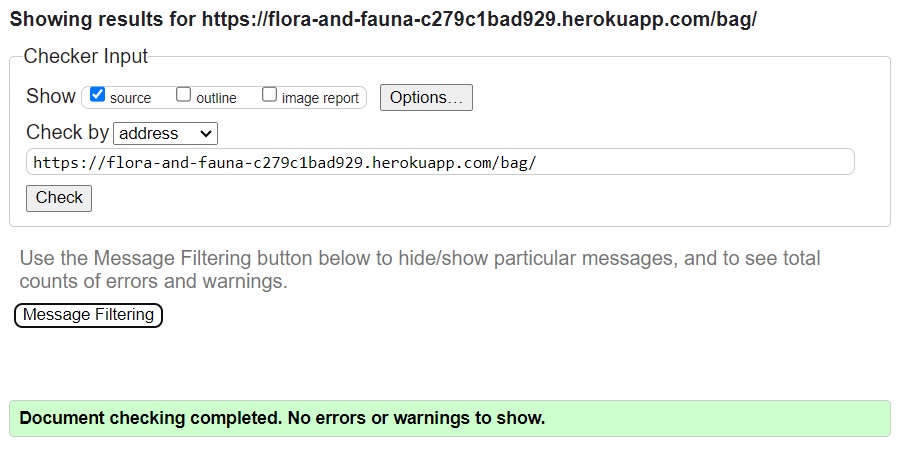 Showing results for https://flora-and-fauna-c279c1bad929.herokuapp.com/bag/
Checker Input
Show source outline image report Options...
Check by address
https://flora-and-fauna-c279c1bad929.herokuapp.com/bag/
Check
Use the Message Filtering button below to hide/show particular messages, and to see total
counts of errors and warnings.
Message Filtering
Document checking completed. No errors or warnings to show.